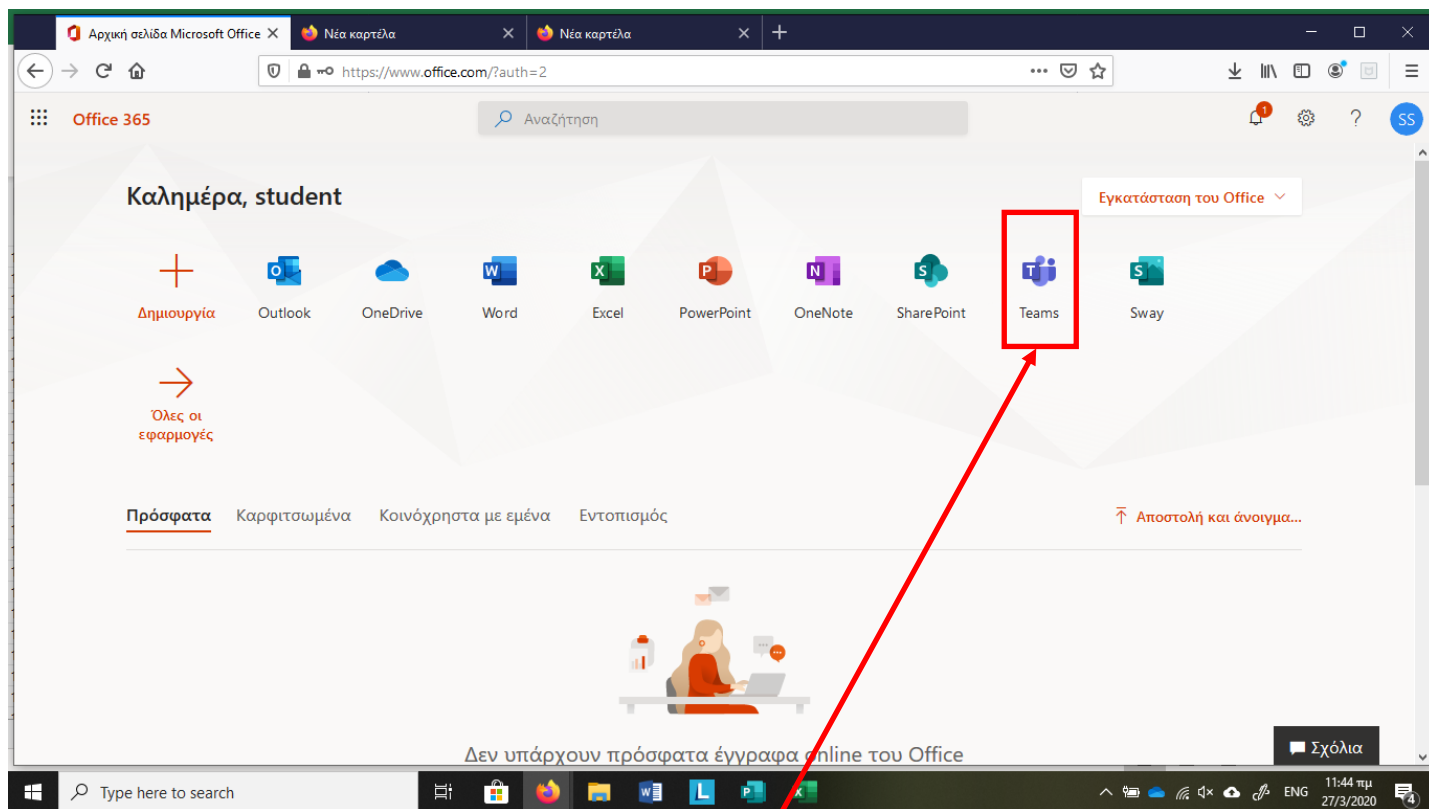 Αρχική σελίδα Microsoft Office
Νέα καρτέλα
Νέα καρτέλα
https://www.office.com/?auth=2
Office 365
Αναζήτηση
1
SS
Καλημέρα, student
Εγκατάσταση του Office
Δημιουργία
Outlook
OneDrive
Word
Excel
PowerPoint
OneNote
SharePoint
Teams
Sway
Όλες οι
εφαρμογές
Πρόσφατα
Καρφιτσωμένα
Κοινόχρηστα με εμένα
Εντοπισμός
Αποστολή και άνοιγμα...
Δεν υπάρχουν πρόσφατα έγγραφα online του Office
Σχόλια
Type here to search
ENG
11:44 πμ
27/3/2020
4